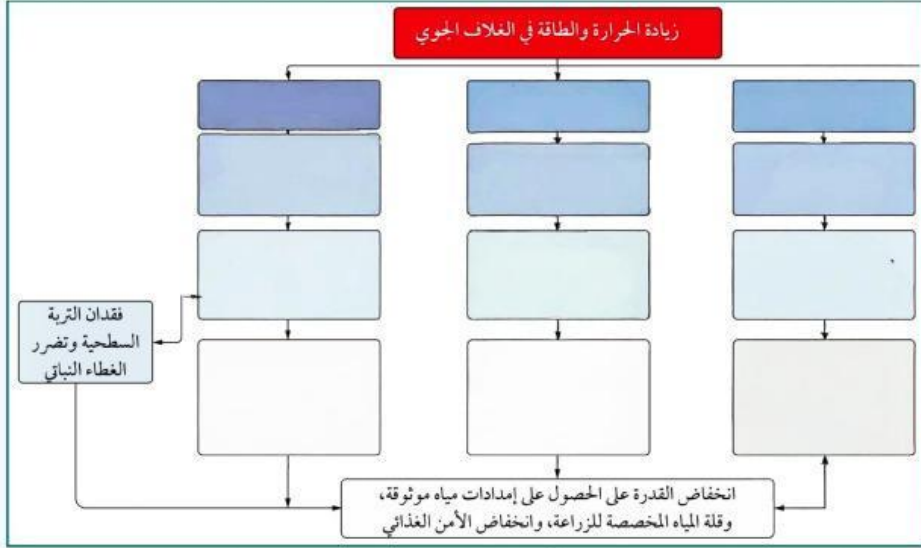 زيادة الحرارة والطاقة في الغلاف الجوي
فقدان التربة
السطحية وتضرر
الغطاء النباتي
انخفاض القدرة على الحصول على إمدادات مياه موثوقة،
وقلة المياه المخصصة للزراعة، وانخفاض الأمن الغذائي